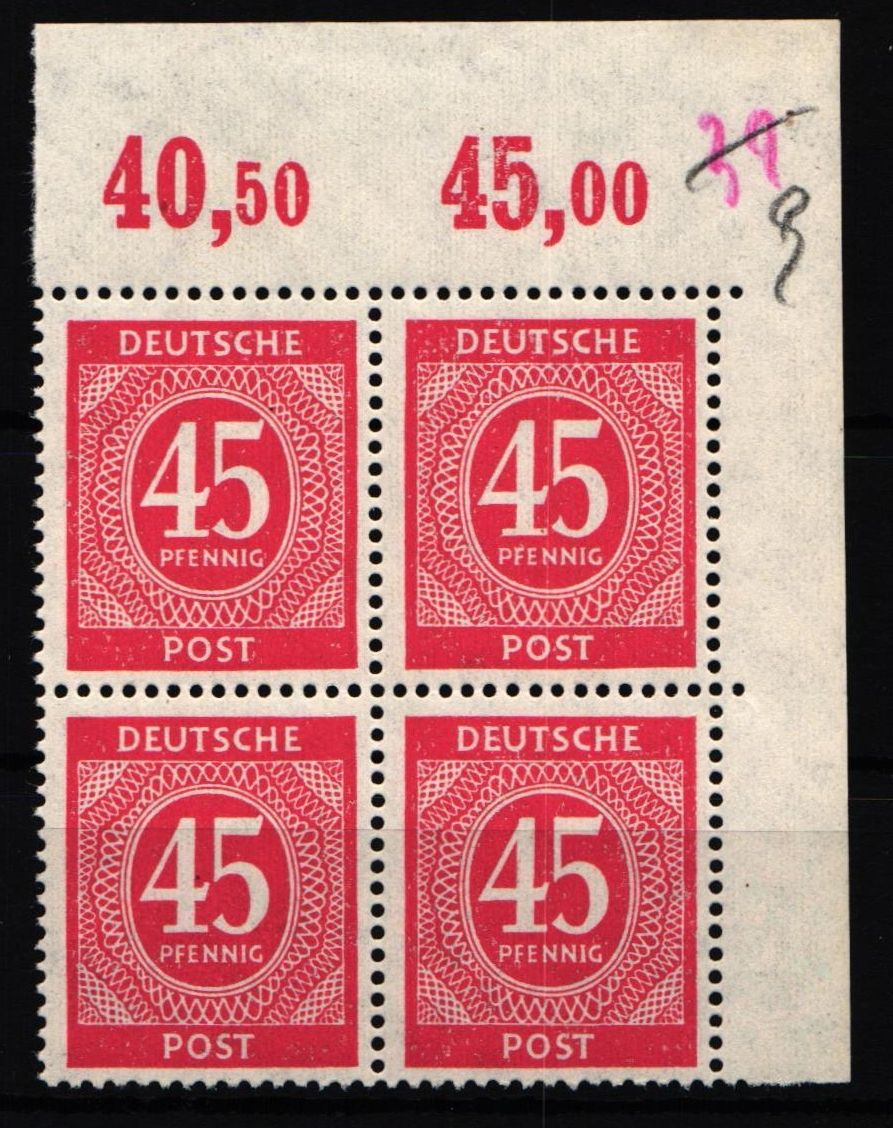 40,50 45,00
DEUTSCHE DEUTSCHE
45 45
PFENNIG PFENNIG
POST POST
DEUTSCHE DEUTSCHE
45 45
PFENNIG PFENNIG
POST POST